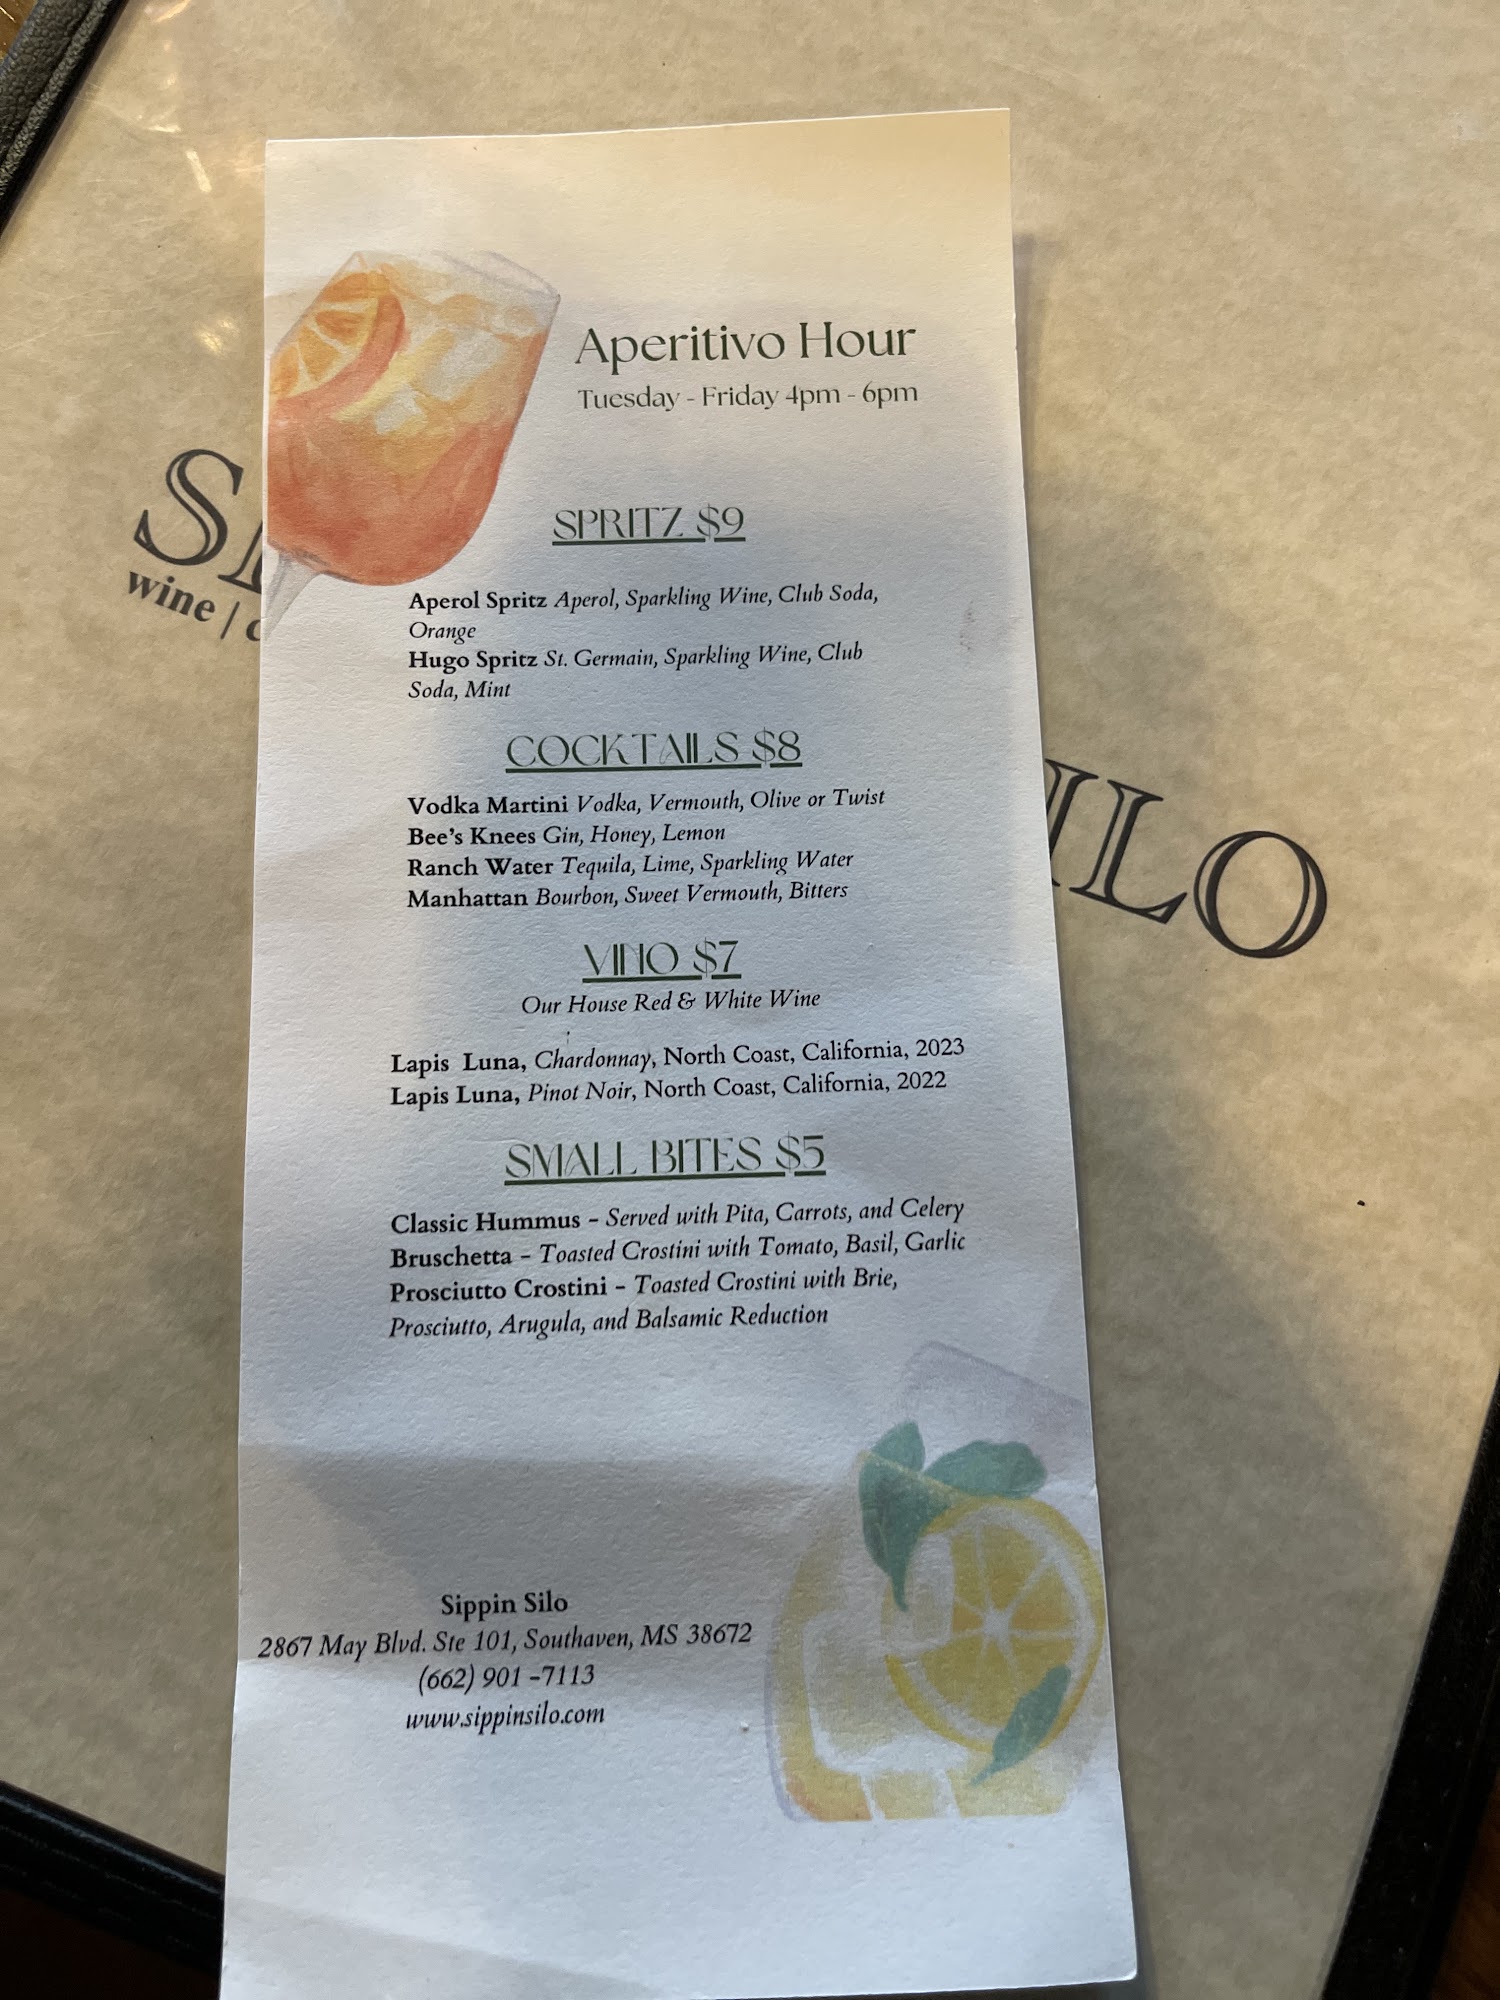 Aperitivo Hour
Tuesday - Friday 4pm - 6pm
SPRITZ $9
Aperol Spritz Aperol, Sparkling Wine, Club Soda,
Orange
Hugo Spritz St. Germain, Sparkling Wine, Club
Soda, Mint
COCKTAILS $8
Vodka Martini Vodka, Vermouth, Olive or Twist
Bee's Knees Gin, Honey, Lemon
Ranch Water Tequila, Lime, Sparkling Water
Manhattan Bourbon, Sweet Vermouth, Bitters
VINO $7
Our House Red & White Wine
Lapis Luna, Chardonnay, North Coast, California, 2023
Lapis Luna, Pinot Noir, North Coast, California, 2022
SMALL BITES $5
Classic Hummus - Served with Pita, Carrots, and Celery
Bruschetta - Toasted Crostini with Tomato, Basil, Garlic
Prosciutto Crostini - Toasted Crostini with Brie,
Prosciutto, Arugula, and Balsamic Reduction
Sippin Silo
2867 May Blvd. Ste 101, Southaven, MS 38672
(662) 901 -7113
www.sippinsilo.com
wine |
ILO